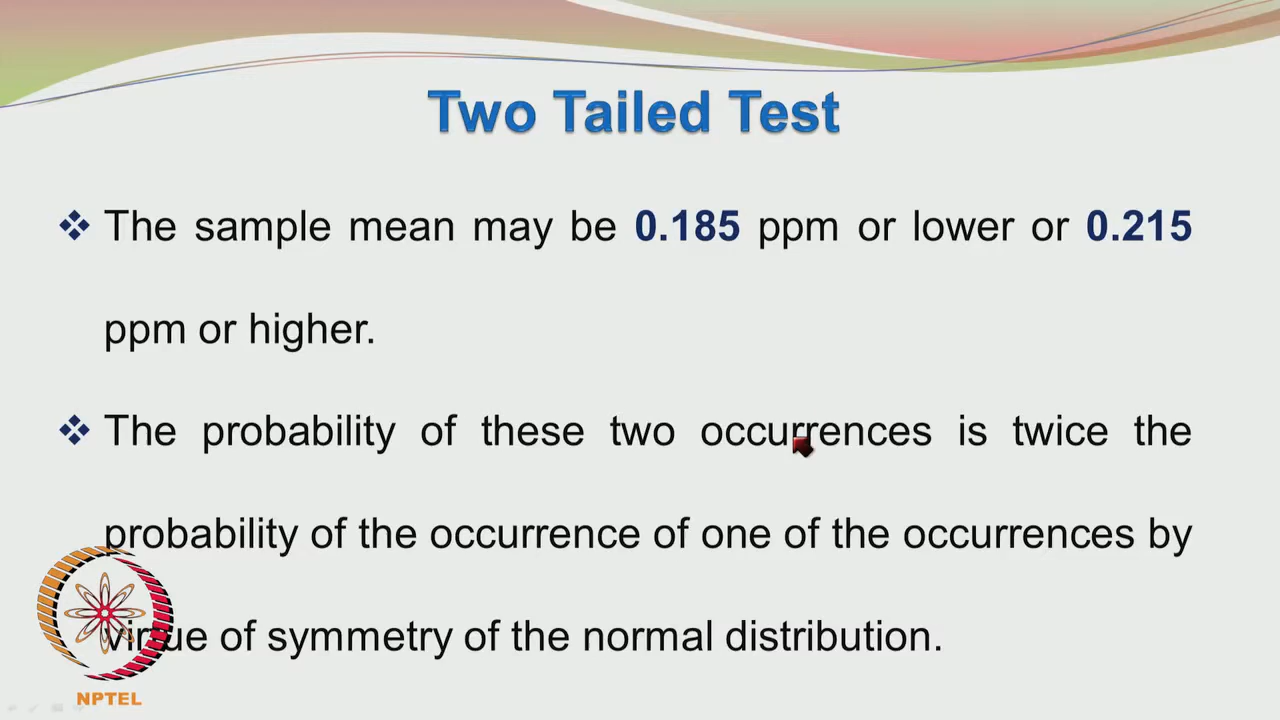 Two Tailed Test
❖ The sample mean may be 0.185 ppm or lower or 0.215
ppm or higher.
❖ The probability of these two occurrences is twice the
probability of the occurrence of one of the occurrences by
virtue of symmetry of the normal distribution.
NPTEL